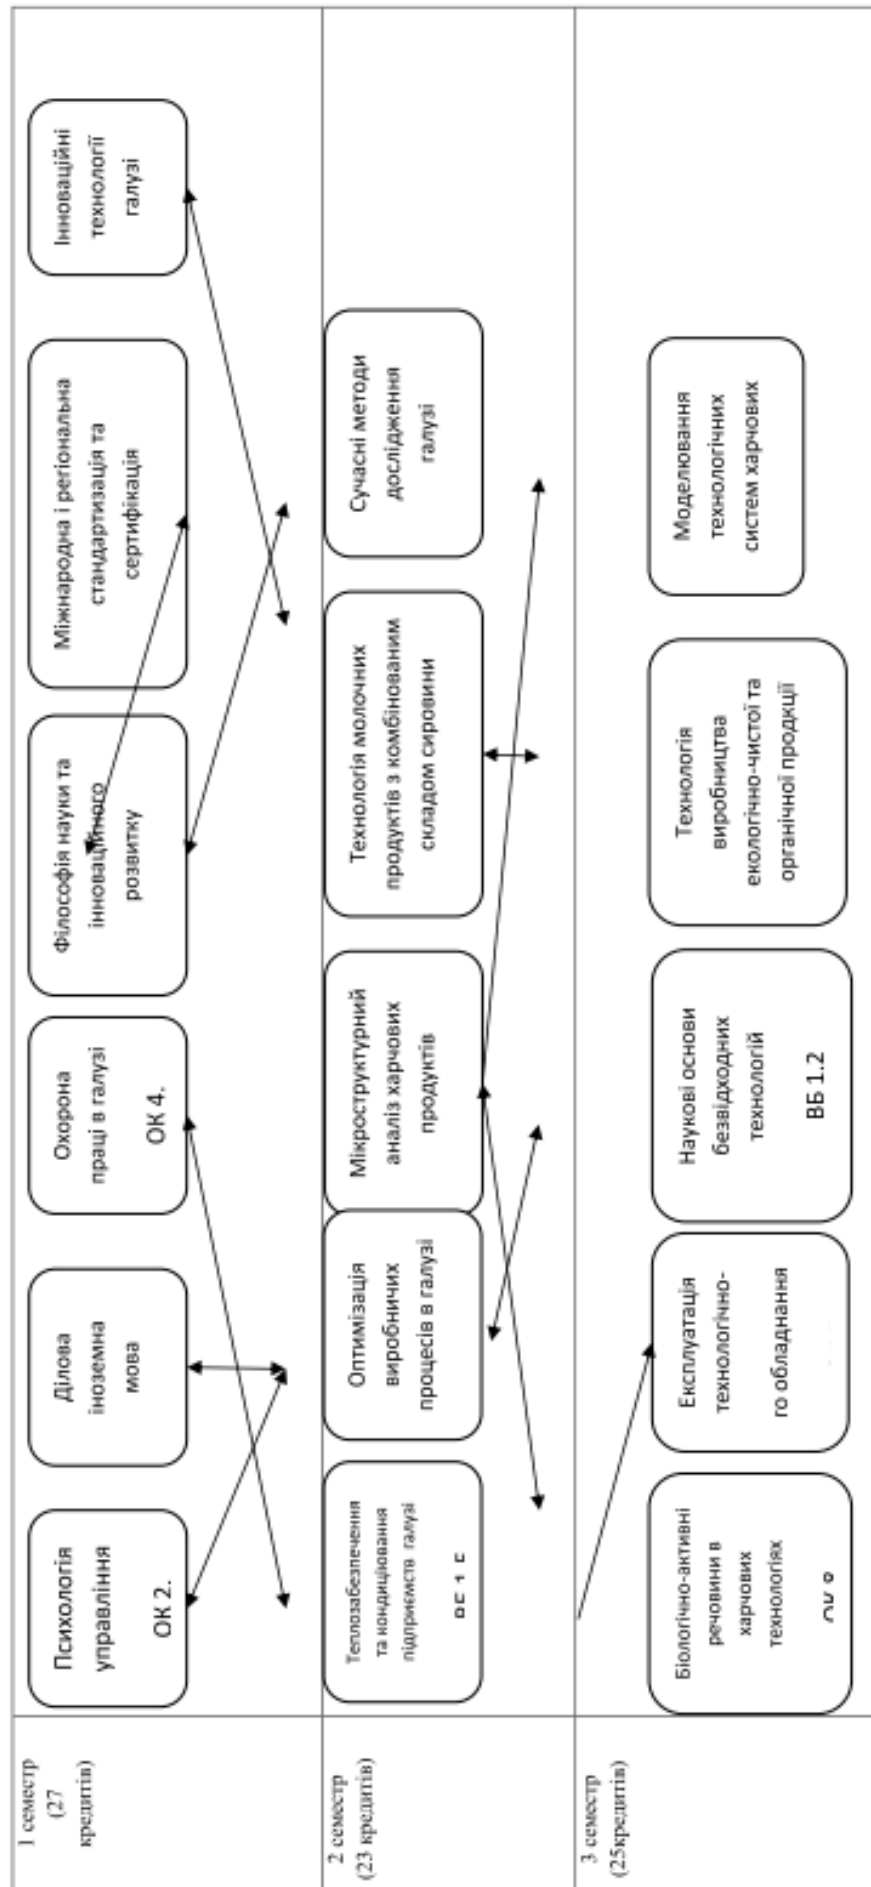 1 семестр
(27
кредитів)
Психологія
управління
ОК 2.
Ділова
іноземна
мова
Охорона
праці в галузі
ОК 4.
Філософія науки та
інноваційного
розвитку
Міжнародна і регіональна
стандартизація та
сертифікація
Інноваційні
технології
галузі
2 семестр
(23 кредитів)
Теплозабезпечення
та кондиціювання
підприємств галузі
Оптимізація
виробничих
процесів в галузі
Мікроструктурний
аналіз харчових
продуктів
Технологія молочних
продуктів з комбінованим
складом сировини
Сучасні методи
дослідження
галузі
3 семестр
(25кредитів)
Біологічно-активні
речовини в
харчових
технологіях
Експлуатація
технологічно-
го обладнання
Наукові основи
безвідходних
технологій
ВБ 1.2
Технологія
виробництва
екологічно-чистої та
органічної продкції
Моделювання
технологічних
систем харчових